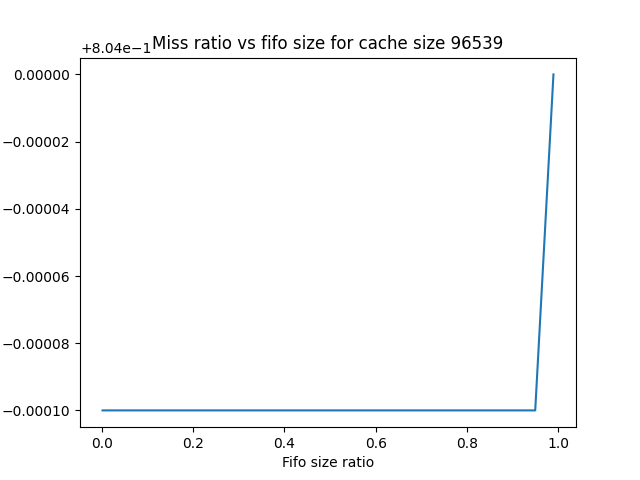 Miss ratio vs fifo size for cache size 96539
+8.04e−1
0.00000
−0.00002
−0.00004
−0.00006
−0.00008
−0.00010
0.0 0.2 0.4 0.6 0.8 1.0
Fifo size ratio